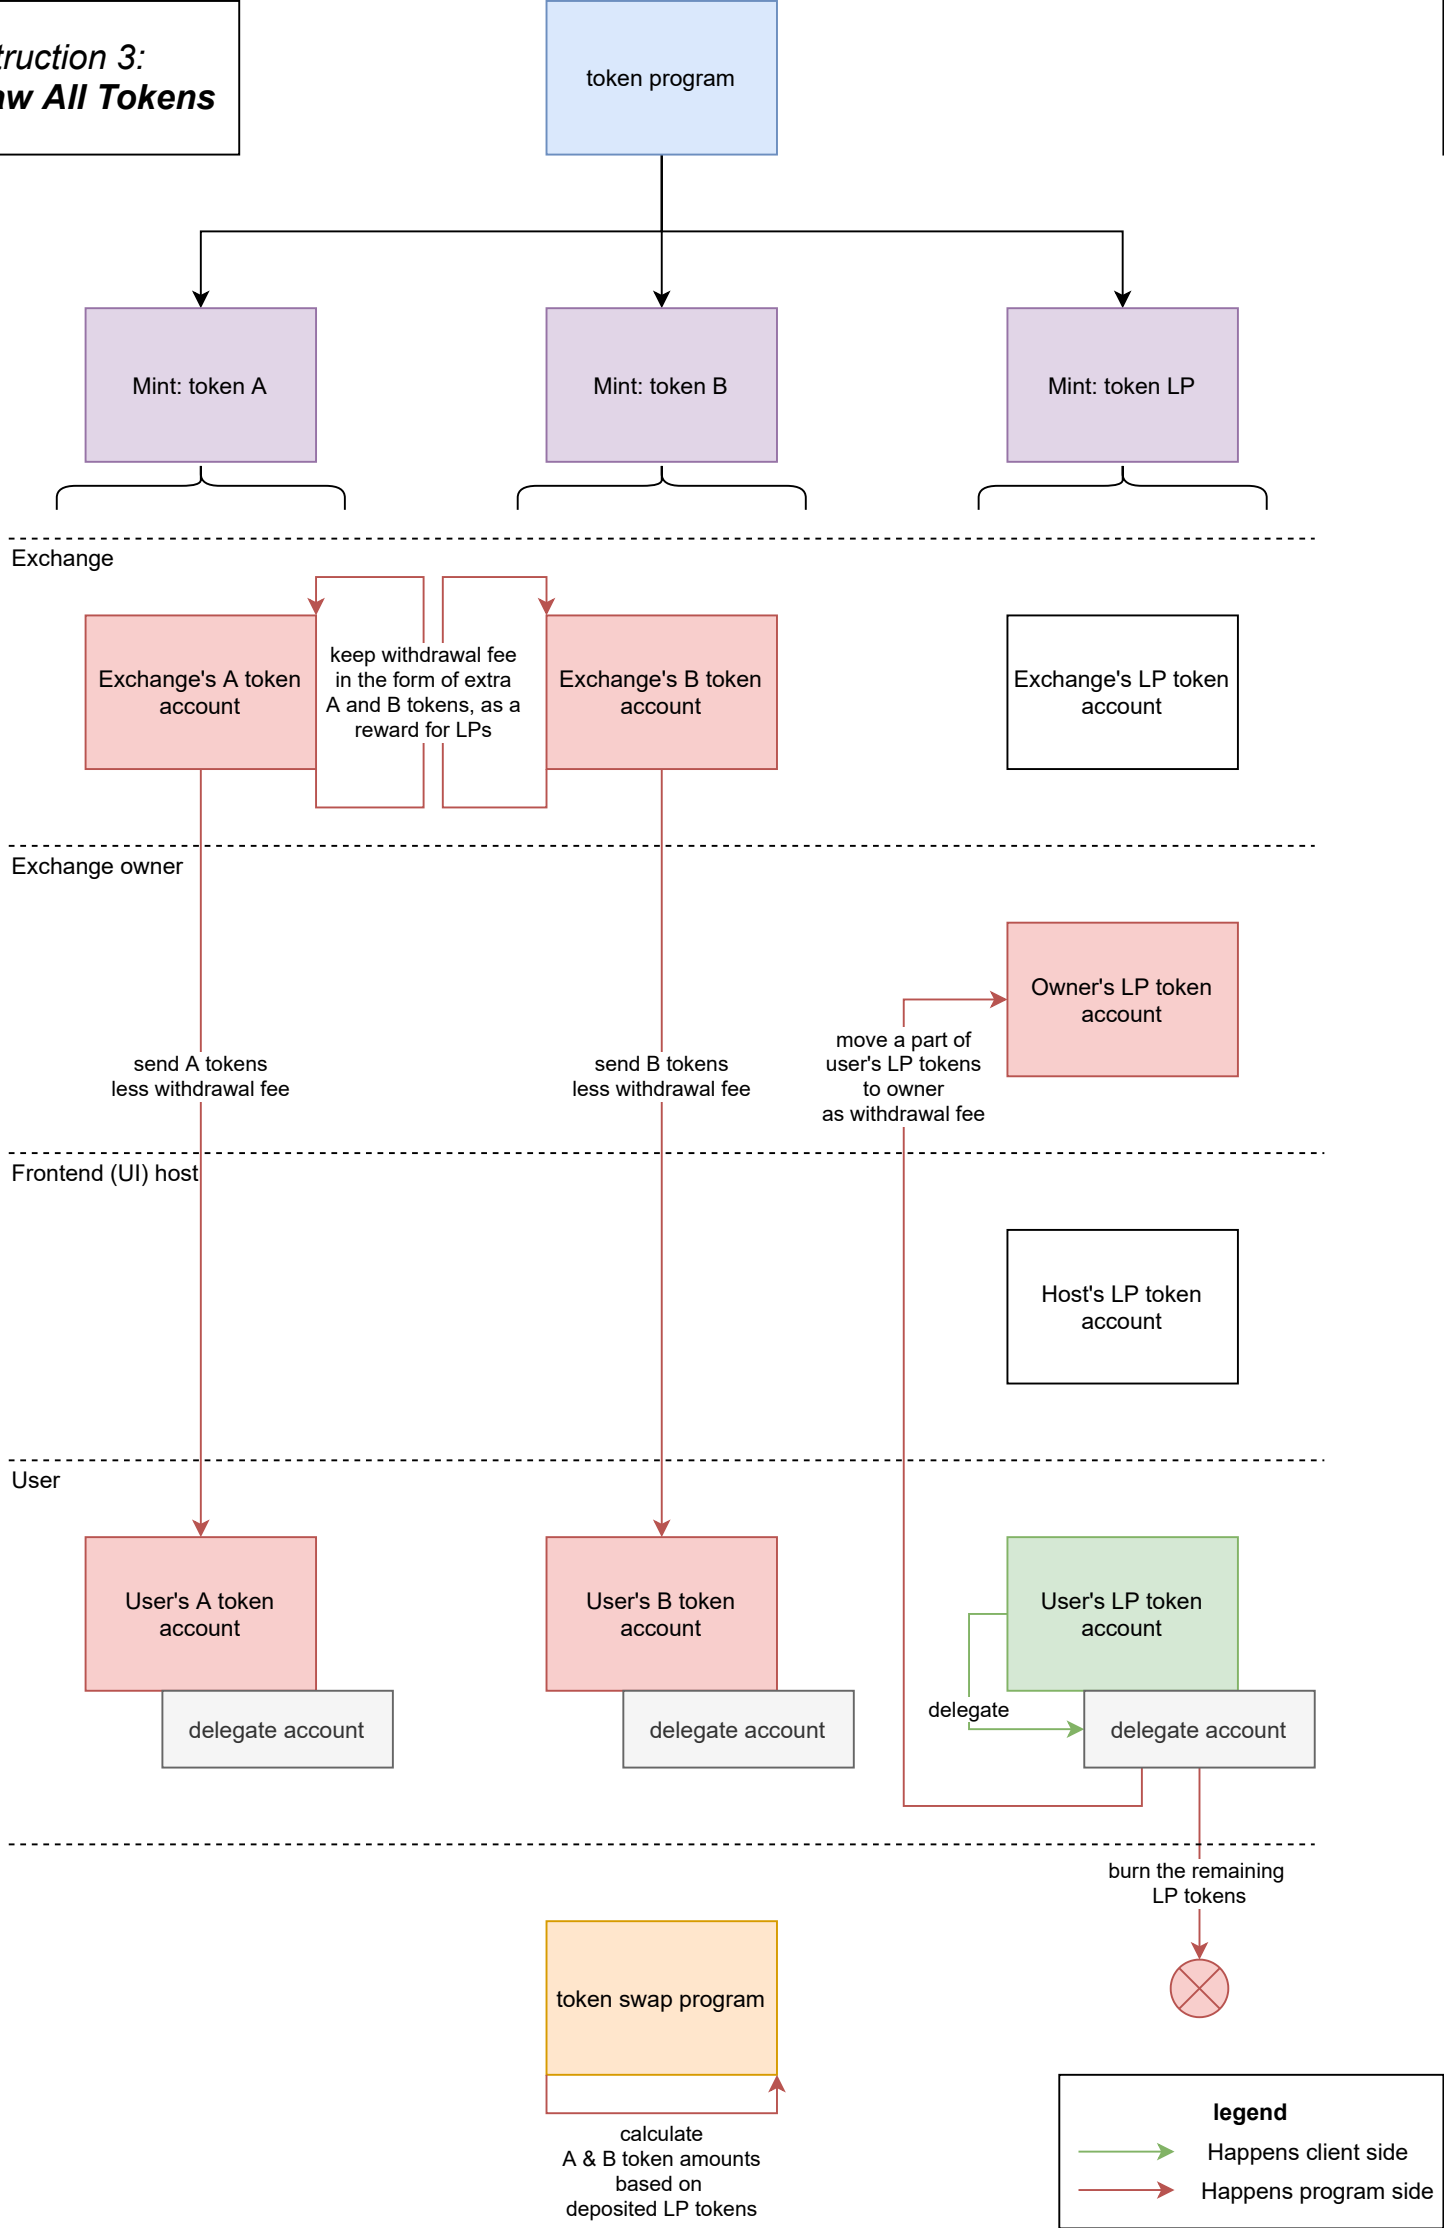 3:
All Tokens
token program
Mint: token A
Mint: token B
Mint: token LP
Exchange
Exchange's A token
account
keep withdrawal fee
in the form of extra
A and B tokens, as a
reward for LPs
Exchange's B token
account
Exchange's LP token
account
Exchange owner
Owner's LP token
account
send A tokens
less withdrawal fee
send B tokens
less withdrawal fee
move a part of
user's LP tokens
to owner
as withdrawal fee
Frontend (UI) host
Host's LP token
account
User
User's A token
account
User's B token
account
User's LP token
account
delegate account
delegate account
delegate
delegate account
burn the remaining
LP tokens
token swap program
calculate
A & B token amounts
based on
deposited LP tokens
legend
Happens client side
Happens program side